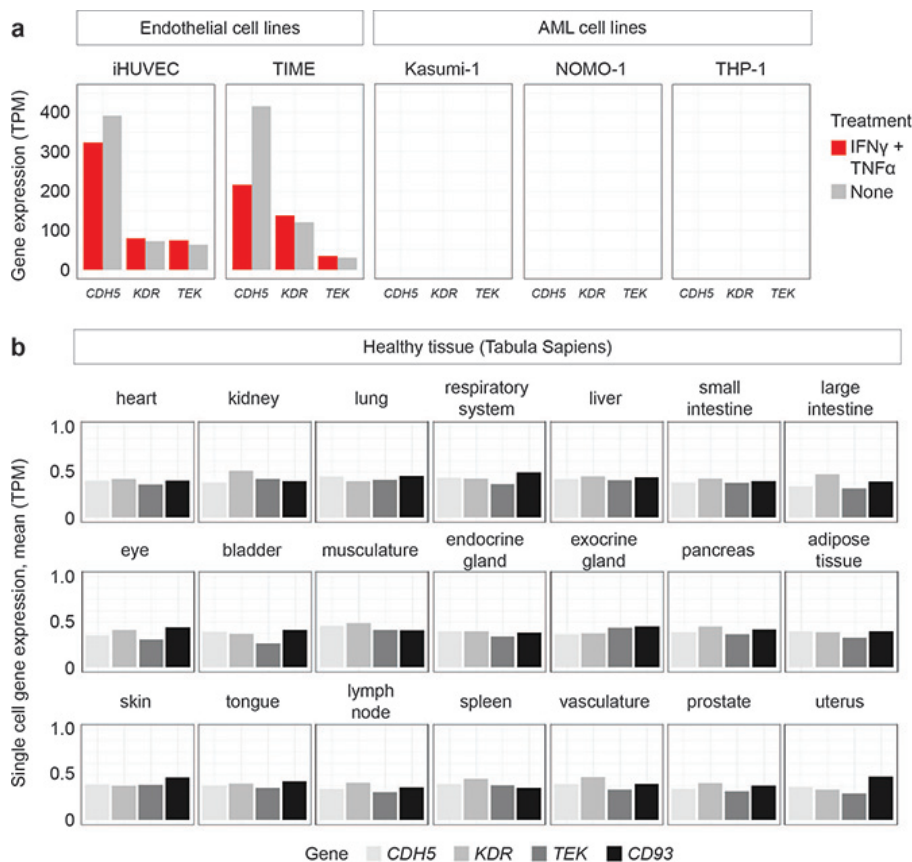 a
Endothelial cell lines
AML cell lines
iHUVEC
TIME
Kasumi-1
NOMO-1
THP-1
Gene expression (TPM)
400
300
200
100
0
CDH5 KDR TEK
CDH5 KDR TEK
CDH5 KDR TEK
CDH5 KDR TEK
CDH5 KDR TEK
Treatment
IFNγ +
TNFα
None
b
Healthy tissue (Tabula Sapiens)
Single cell gene expression, mean (TPM)
heart
kidney
lung
respiratory
system
liver
small
intestine
large
intestine
1.0
0.5
0
eye
bladder
musculature
endocrine
gland
exocrine
gland
pancreas
adipose
tissue
1.0
0.5
0
skin
tongue
lymph
node
spleen
vasculature
prostate
uterus
1.0
0.5
0
Gene CDH5 KDR TEK CD93